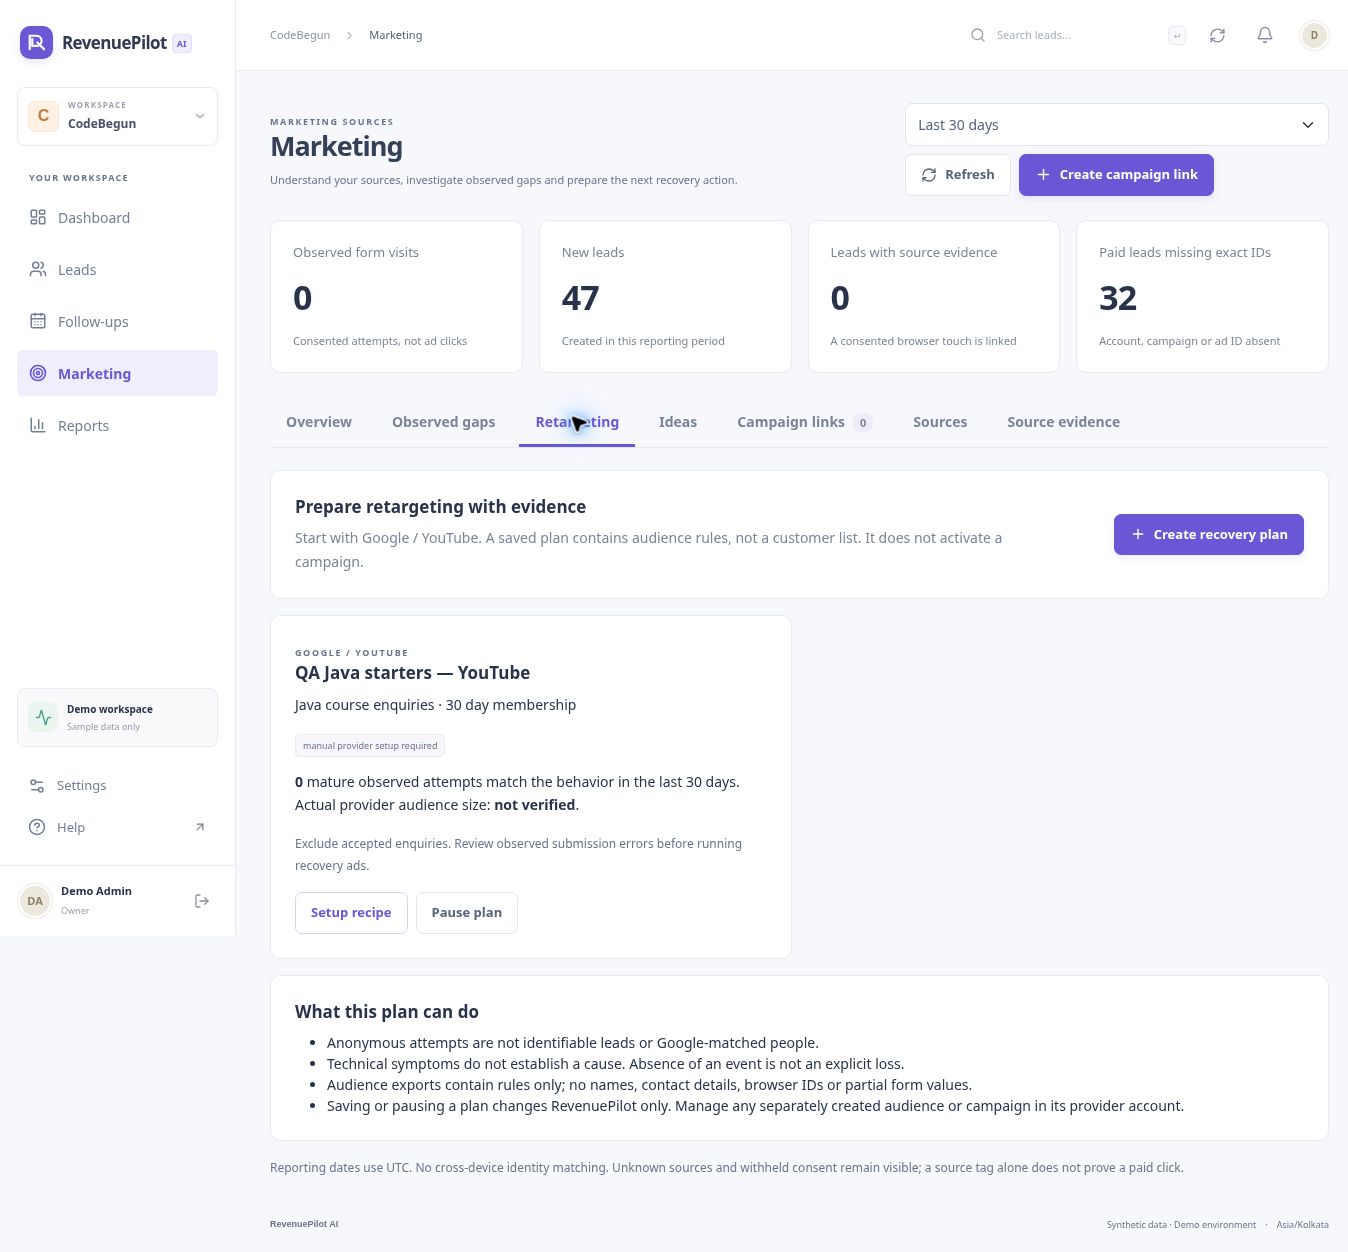 RevenuePilot AI
WORKSPACE
C
CodeBegun
YOUR WORKSPACE
Dashboard
Leads
Follow-ups
Marketing
Reports
Demo workspace
Sample data only
Settings
Help
DA
Demo Admin
Owner
CodeBegun
Marketing
Search leads...
D
MARKETING SOURCES
Marketing
Understand your sources, investigate observed gaps and prepare the next recovery action.
Last 30 days
Refresh
Create campaign link
Observed form visits
0
Consented attempts, not ad clicks
New leads
47
Created in this reporting period
Leads with source evidence
0
A consented browser touch is linked
Paid leads missing exact IDs
32
Account, campaign or ad ID absent
Overview
Observed gaps
Retargeting
Ideas
Campaign links 0
Sources
Source evidence
Prepare retargeting with evidence
Start with Google / YouTube. A saved plan contains audience rules, not a customer list. It does not activate a
campaign.
Create recovery plan
GOOGLE / YOUTUBE
QA Java starters — YouTube
Java course enquiries · 30 day membership
manual provider setup required
0 mature observed attempts match the behavior in the last 30 days.
Actual provider audience size: not verified.
Exclude accepted enquiries. Review observed submission errors before running
recovery ads.
Setup recipe
Pause plan
What this plan can do
• Anonymous attempts are not identifiable leads or Google-matched people.
• Technical symptoms do not establish a cause. Absence of an event is not an explicit loss.
• Audience exports contain rules only; no names, contact details, browser IDs or partial form values.
• Saving or pausing a plan changes RevenuePilot only. Manage any separately created audience or campaign in its provider account.
Reporting dates use UTC. No cross-device identity matching. Unknown sources and withheld consent remain visible; a source tag alone does not prove a paid click.
RevenuePilot AI
Synthetic data · Demo environment · Asia/Kolkata